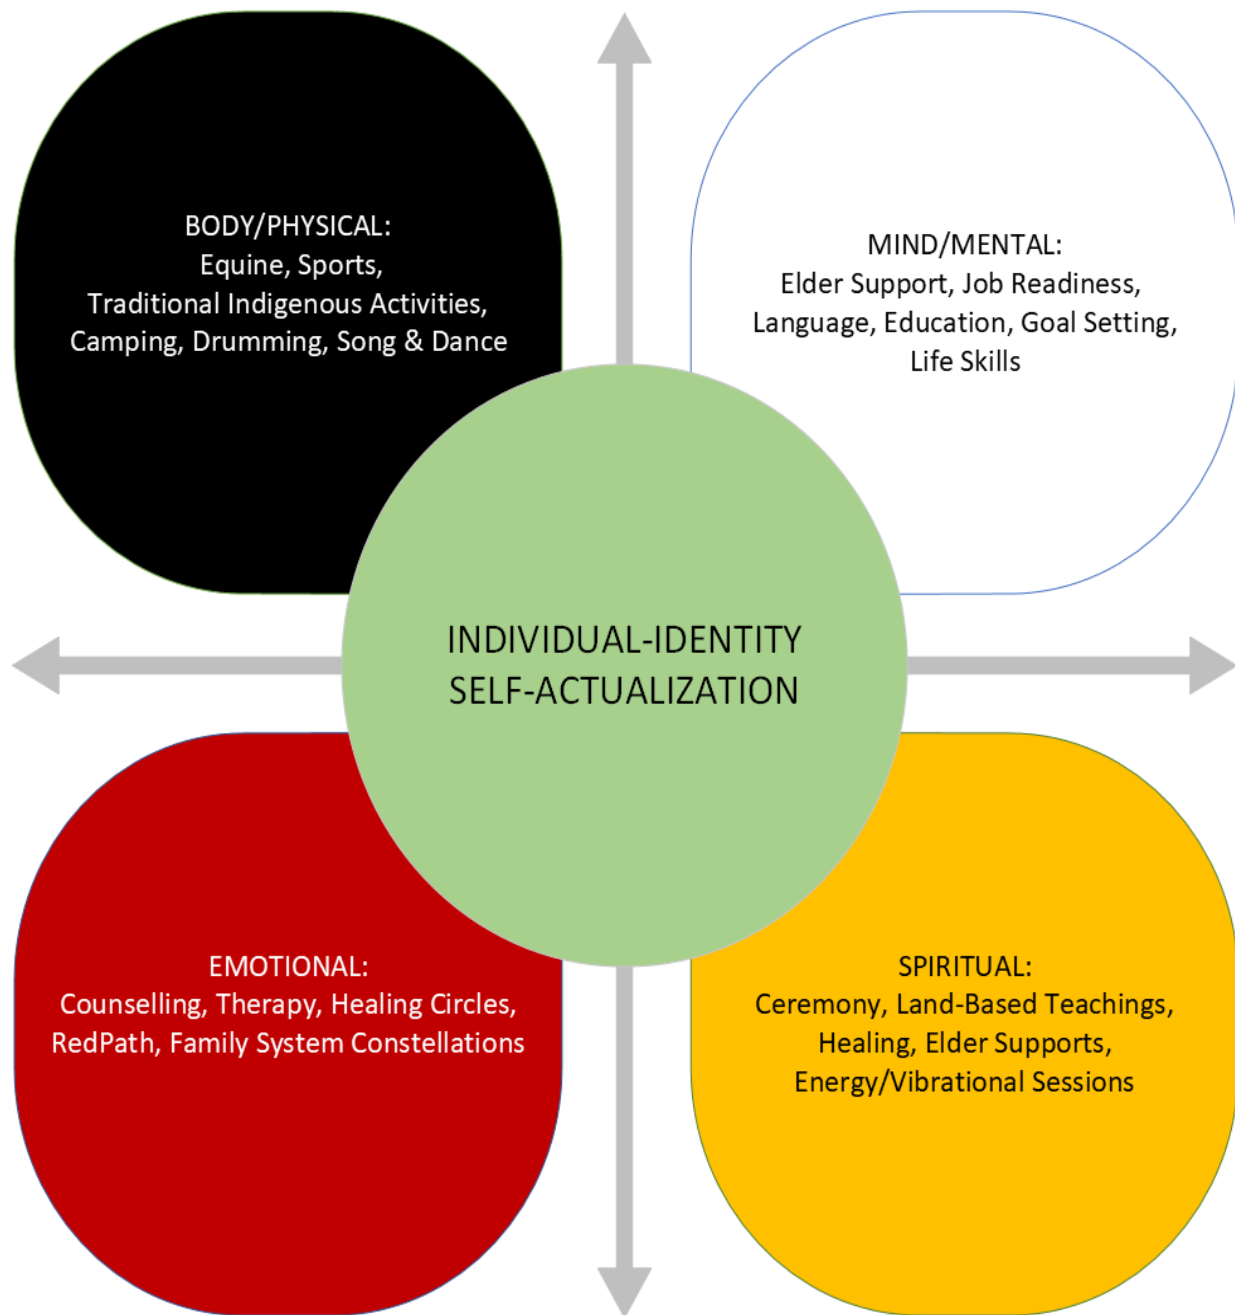 BODY/PHYSICAL:
Equine, Sports,
Traditional Indigenous Activities,
Camping, Drumming, Song & Dance
MIND/MENTAL:
Elder Support, Job Readiness,
Language, Education, Goal Setting,
Life Skills
INDIVIDUAL-IDENTITY
SELF-ACTUALIZATION
EMOTIONAL:
Counselling, Therapy, Healing Circles,
RedPath, Family System Constellations
SPIRITUAL:
Ceremony, Land-Based Teachings,
Healing, Elder Supports,
Energy/Vibrational Sessions